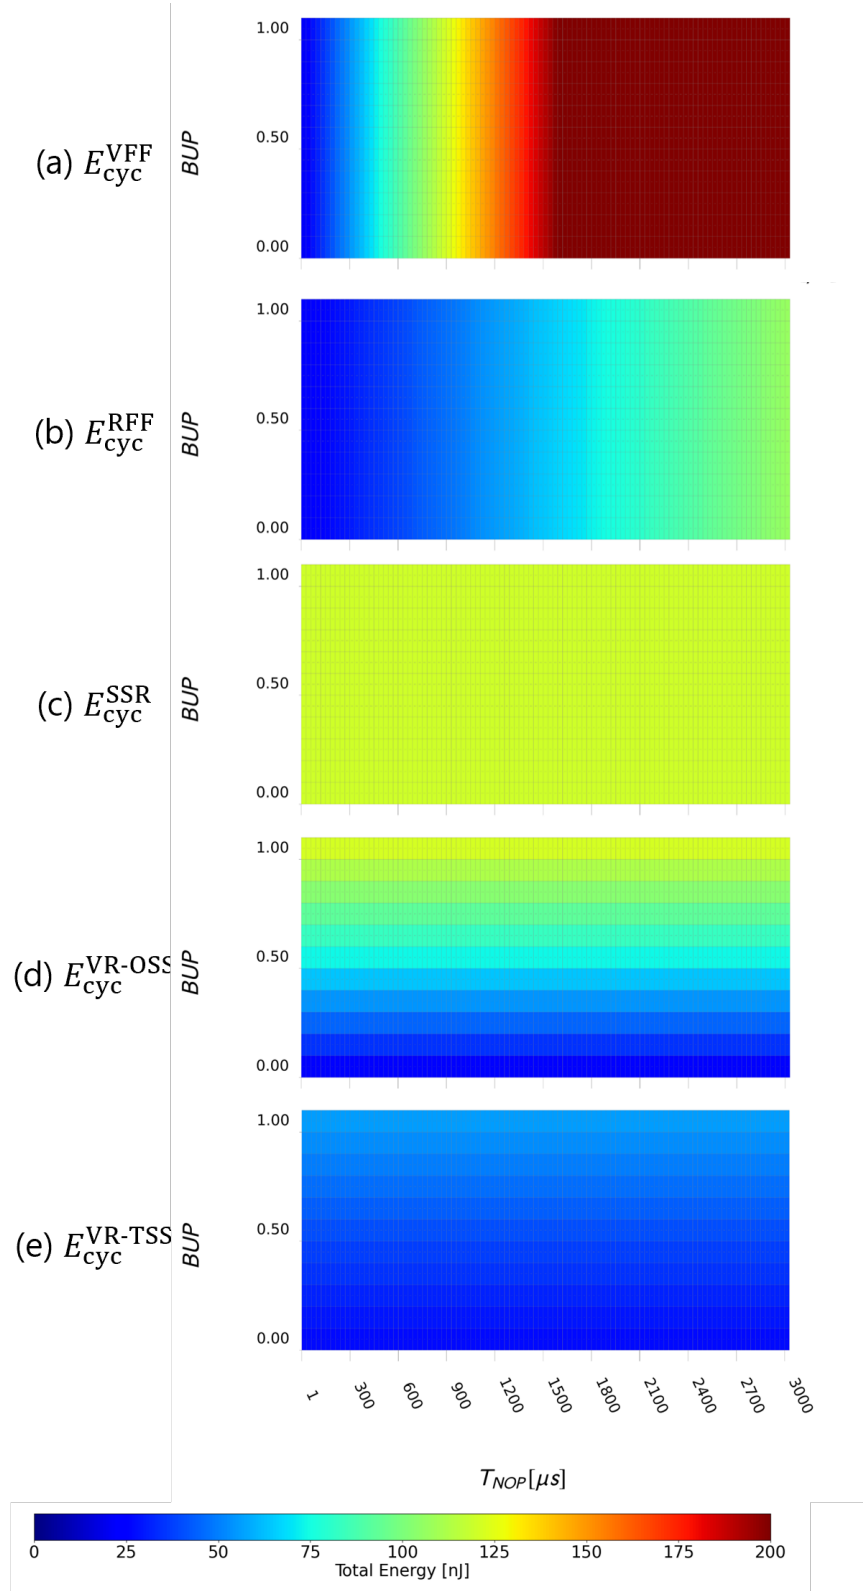 (a) E_cyc^VFF
BUP
1.00
0.50
0.00
(b) E_cyc^RFF
BUP
1.00
0.50
0.00
(c) E_cyc^SSR
BUP
1.00
0.50
0.00
(d) E_cyc^VR-OSS
BUP
1.00
0.50
0.00
(e) E_cyc^VR-TSS
BUP
1.00
0.50
0.00
1 300 600 900 1200 1500 1800 2100 2400 2700 3000
T_NOP [μs]
0 25 50 75 100 125 150 175 200
Total Energy [nJ]